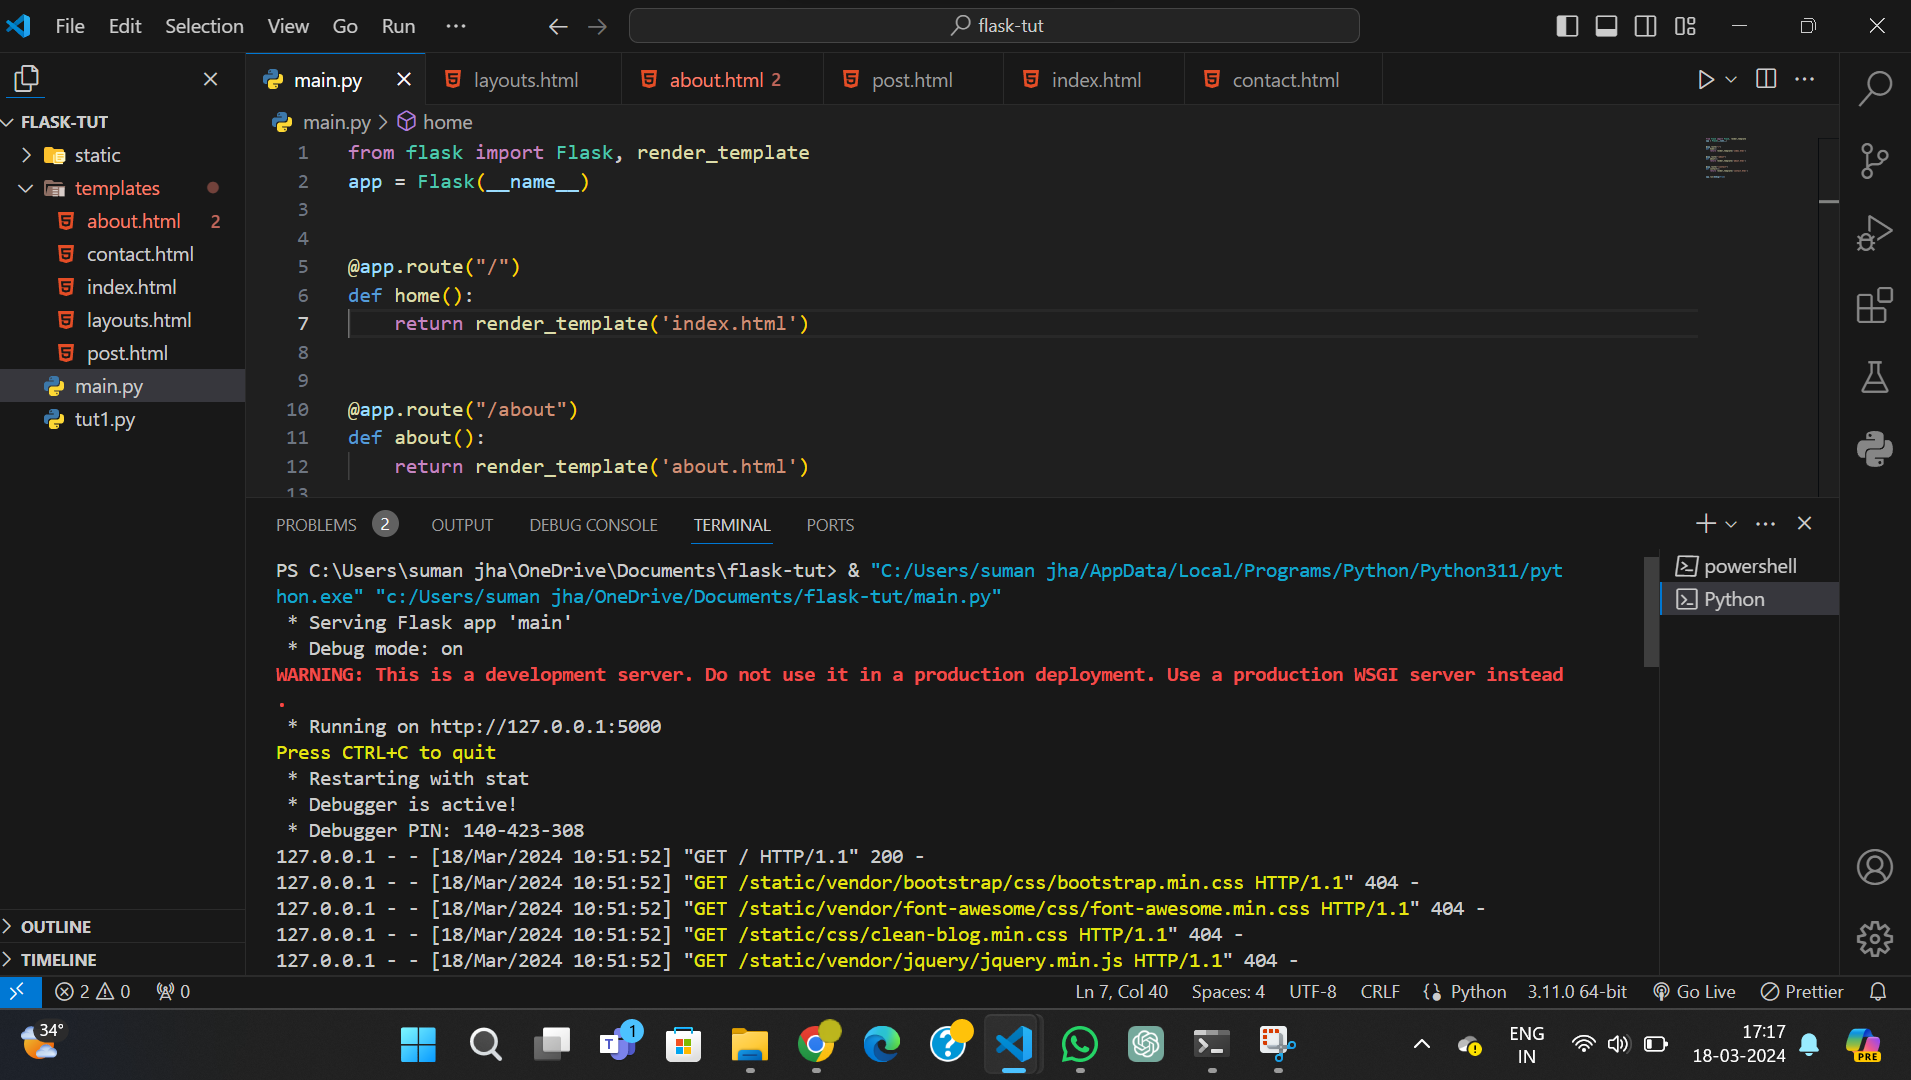 File Edit Selection View Go Run ···
flask-tut
main.py
layouts.html
about.html 2
post.html
index.html
contact.html
FLASK-TUT
static
templates
about.html 2
contact.html
index.html
layouts.html
post.html
main.py
tut1.py
OUTLINE
TIMELINE
main.py > home
1 from flask import Flask, render_template
2 app = Flask(__name__)
3
4
5 @app.route("/")
6 def home():
7 return render_template('index.html')
8
9
10 @app.route("/about")
11 def about():
12 return render_template('about.html')
13
PROBLEMS 2 OUTPUT DEBUG CONSOLE TERMINAL PORTS
PS C:\Users\suman jha\OneDrive\Documents\flask-tut> & "C:/Users/suman jha/AppData/Local/Programs/Python/Python311/pyt
hon.exe" "c:/Users/suman jha/OneDrive/Documents/flask-tut/main.py"
* Serving Flask app 'main'
* Debug mode: on
WARNING: This is a development server. Do not use it in a production deployment. Use a production WSGI server instead
.
* Running on http://127.0.0.1:5000
Press CTRL+C to quit
* Restarting with stat
* Debugger is active!
* Debugger PIN: 140-423-308
127.0.0.1 - - [18/Mar/2024 10:51:52] "GET / HTTP/1.1" 200 -
127.0.0.1 - - [18/Mar/2024 10:51:52] "GET /static/vendor/bootstrap/css/bootstrap.min.css HTTP/1.1" 404 -
127.0.0.1 - - [18/Mar/2024 10:51:52] "GET /static/vendor/font-awesome/css/font-awesome.min.css HTTP/1.1" 404 -
127.0.0.1 - - [18/Mar/2024 10:51:52] "GET /static/css/clean-blog.min.css HTTP/1.1" 404 -
127.0.0.1 - - [18/Mar/2024 10:51:52] "GET /static/vendor/jquery/jquery.min.js HTTP/1.1" 404 -
powershell
Python
2 0 0
Ln 7, Col 40 Spaces: 4 UTF-8 CRLF Python 3.11.0 64-bit Go Live Prettier
34°
T 1
ENG
IN
17:17
18-03-2024
PRE